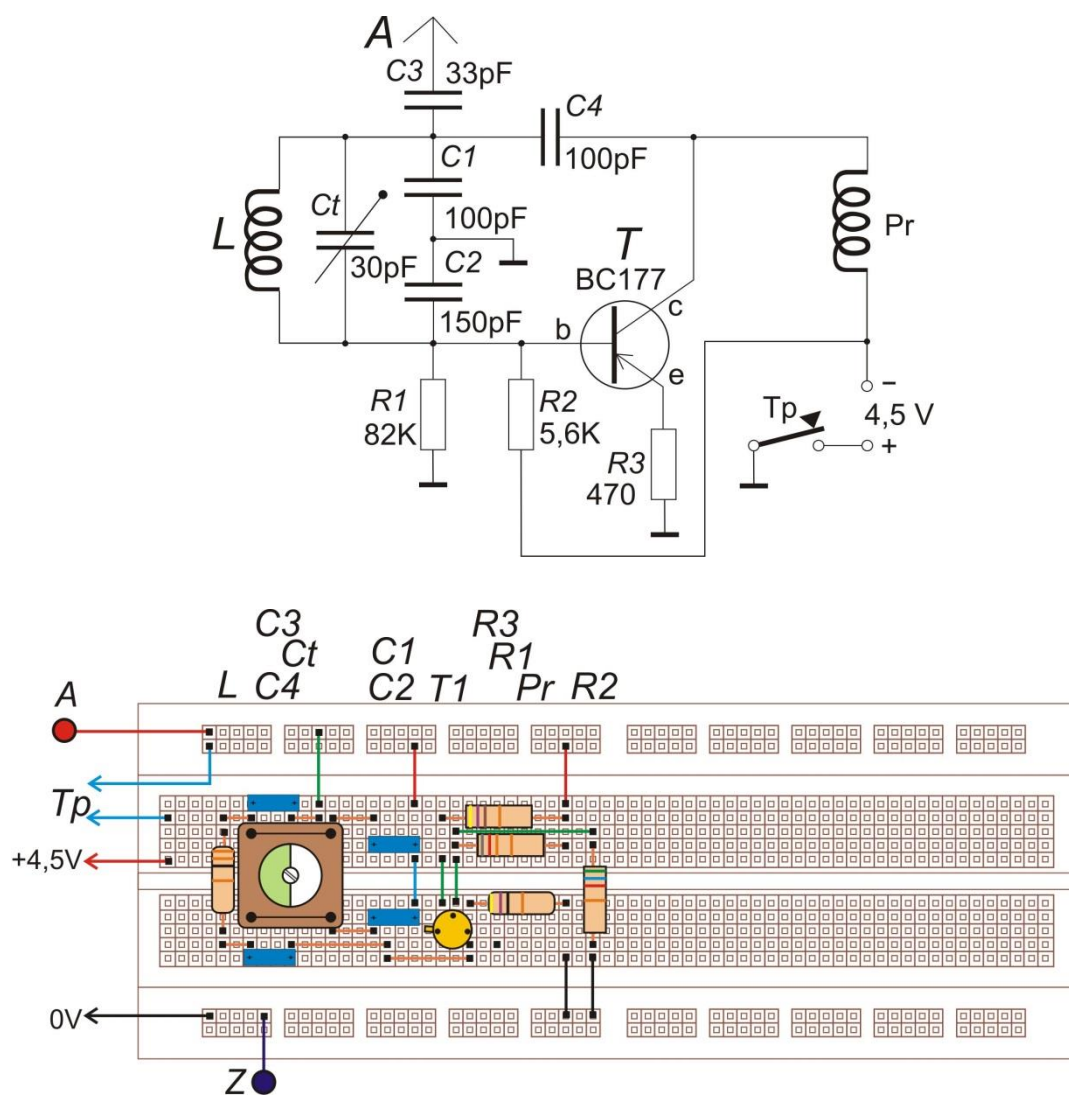 A
C3 33pF
C4
100pF
C1
100pF
Ct
30pF
L
C2
150pF
T
BC177
b
c
e
Pr
R1
82K
R2
5,6K
R3
470
Tp
–
4,5 V
+
C3
Ct
L C4
C1
C2
T1
R3
R1
Pr
R2
A
Tp
+4,5V
0V
Z